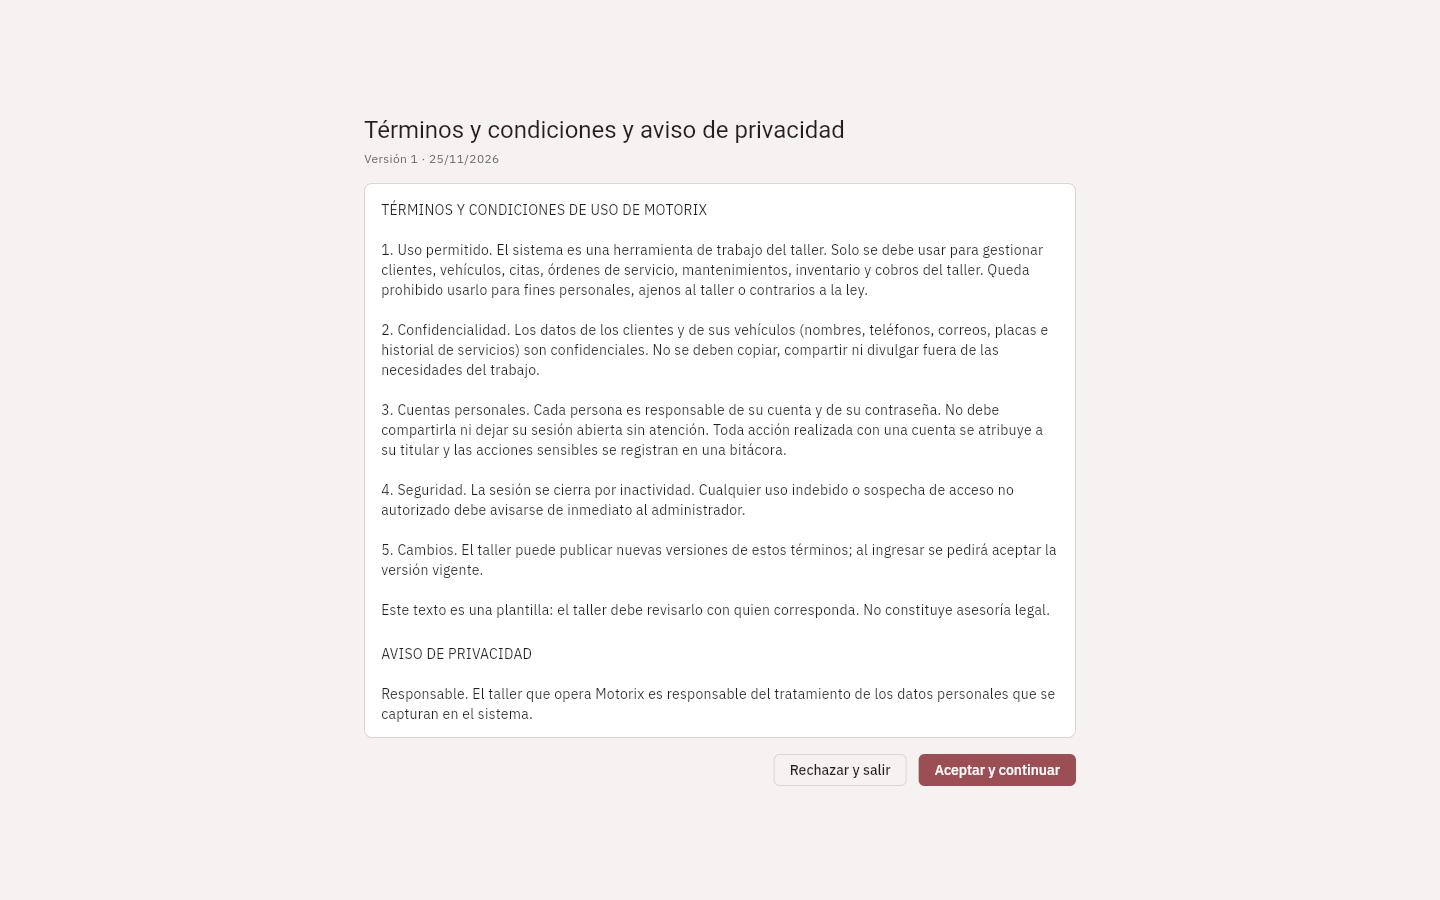 Términos y condiciones y aviso de privacidad
Versión 1 · 25/11/2026
TÉRMINOS Y CONDICIONES DE USO DE MOTORIX
1. Uso permitido. El sistema es una herramienta de trabajo del taller. Solo se debe usar para gestionar
clientes, vehículos, citas, órdenes de servicio, mantenimientos, inventario y cobros del taller. Queda
prohibido usarlo para fines personales, ajenos al taller o contrarios a la ley.
2. Confidencialidad. Los datos de los clientes y de sus vehículos (nombres, teléfonos, correos, placas e
historial de servicios) son confidenciales. No se deben copiar, compartir ni divulgar fuera de las
necesidades del trabajo.
3. Cuentas personales. Cada persona es responsable de su cuenta y de su contraseña. No debe
compartirla ni dejar su sesión abierta sin atención. Toda acción realizada con una cuenta se atribuye a
su titular y las acciones sensibles se registran en una bitácora.
4. Seguridad. La sesión se cierra por inactividad. Cualquier uso indebido o sospecha de acceso no
autorizado debe avisarse de inmediato al administrador.
5. Cambios. El taller puede publicar nuevas versiones de estos términos; al ingresar se pedirá aceptar la
versión vigente.
Este texto es una plantilla: el taller debe revisarlo con quien corresponda. No constituye asesoría legal.
AVISO DE PRIVACIDAD
Responsable. El taller que opera Motorix es responsable del tratamiento de los datos personales que se
capturan en el sistema.
Rechazar y salir
Aceptar y continuar